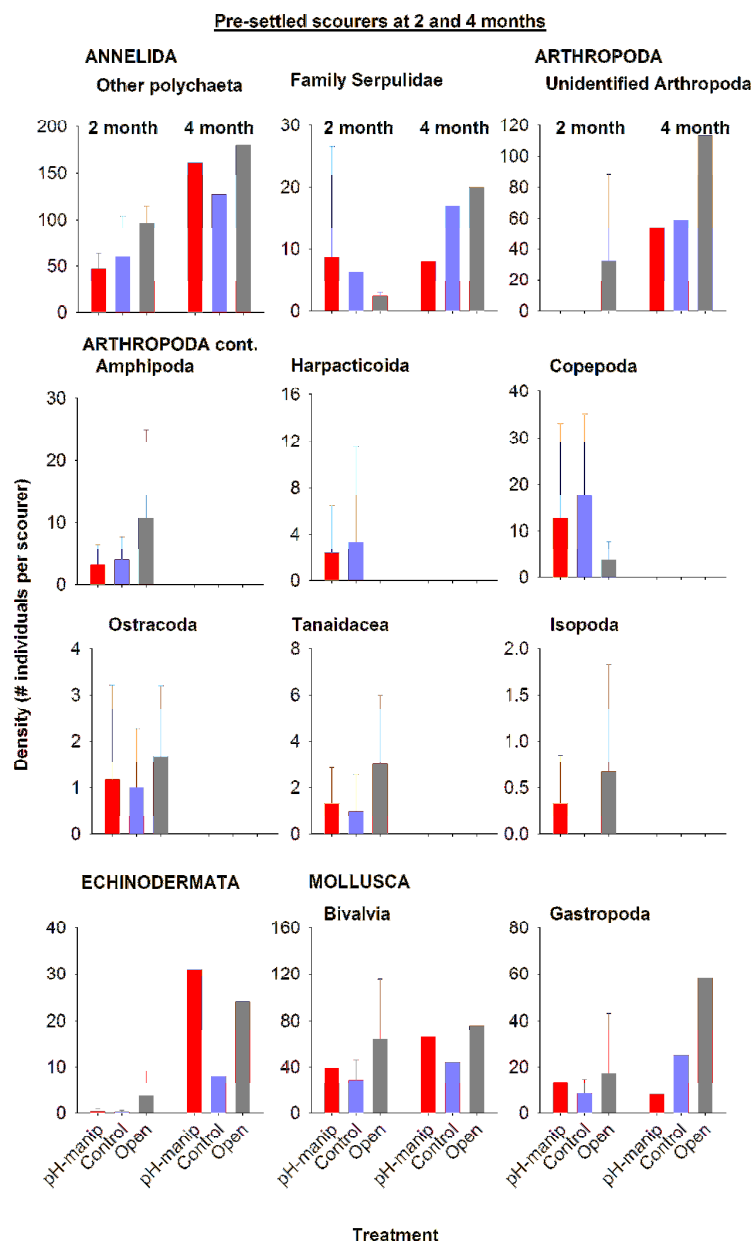 Pre-settled scourers at 2 and 4 months
ANNELIDA
Other polychaeta
Family Serpulidae
ARTHROPODA
Unidentified Arthropoda
2 month 4 month
200
150
100
50
0
2 month 4 month
30
20
10
0
2 month 4 month
120
100
80
60
40
20
0
ARTHROPODA cont.
Amphipoda
Harpacticoida
Copepoda
30
20
10
0
16
12
8
4
0
40
30
20
10
0
Density (# individuals per scourer)
Ostracoda
Tanaidacea
Isopoda
4
3
2
1
0
8
6
4
2
0
2.0
1.5
1.0
0.5
0.0
ECHINODERMATA
MOLLUSCA
Bivalvia
Gastropoda
40
30
20
10
0
160
120
80
40
0
80
60
40
20
0
pH-manip
Control
Open
pH-manip
Control
Open
pH-manip
Control
Open
pH-manip
Control
Open
pH-manip
Control
Open
pH-manip
Control
Open
Treatment